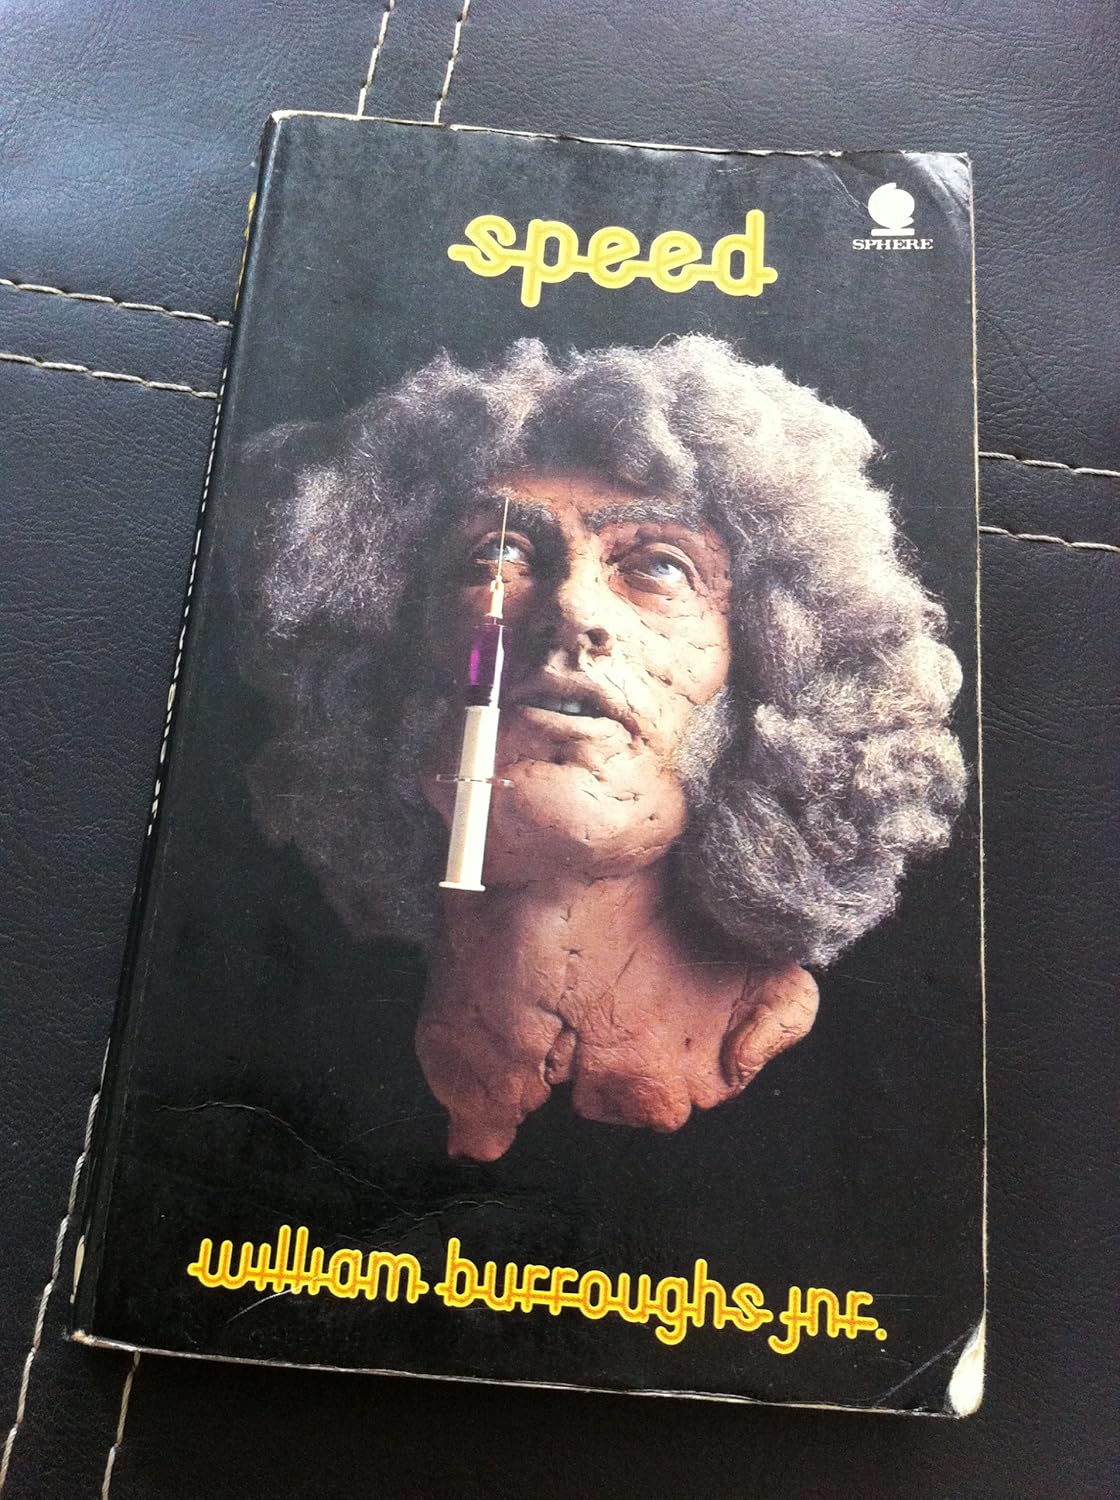 speed
SPHERE
william burroughs jnr.